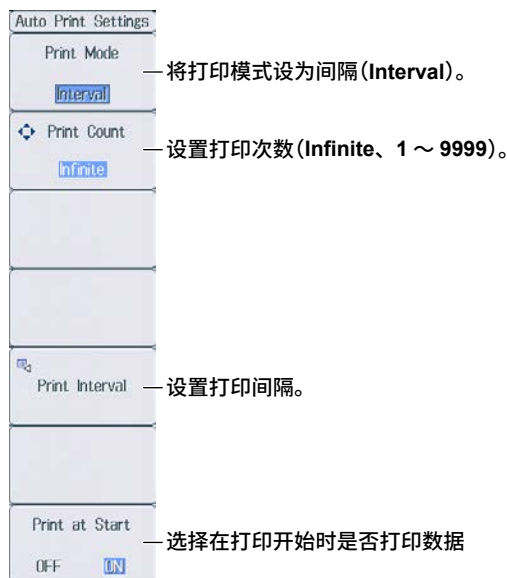 Auto Print Settings
Print Mode
Interval
将打印模式设为间隔(Interval)。
Print Count
Infinite
设置打印次数(Infinite、1 ～ 9999)。
Print Interval
设置打印间隔。
Print at Start
OFF ON
选择在打印开始时是否打印数据